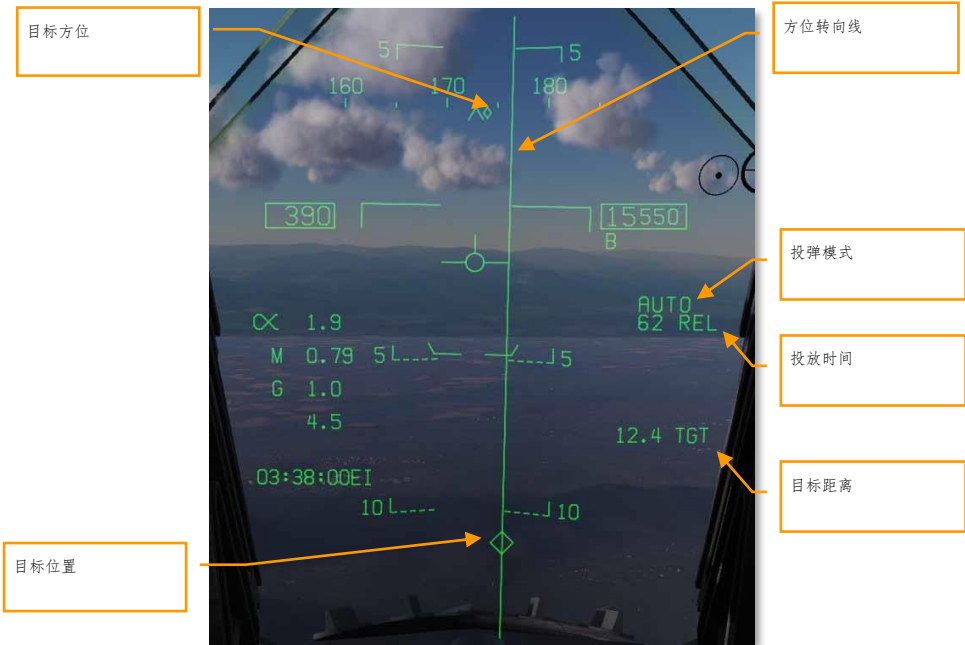 目标方位
方位转向线
5 5
160 170 180
390 15550
B
投弹模式
AUTO
62 REL
α 1.9
M 0.79 5 5
投放时间
G 1.0
4.5
12.4 TGT
03:38:00EI
目标距离
10 10
目标位置